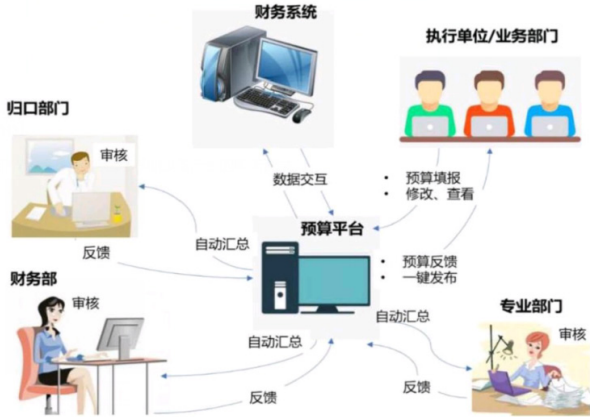 财务系统
执行单位/业务部门
归口部门
审核
数据交互
• 预算填报
• 修改、查看
预算平台
自动汇总
反馈
• 预算反馈
• 一键发布
财务部
审核
专业部门
自动汇总
审核
自动汇总
反馈
反馈